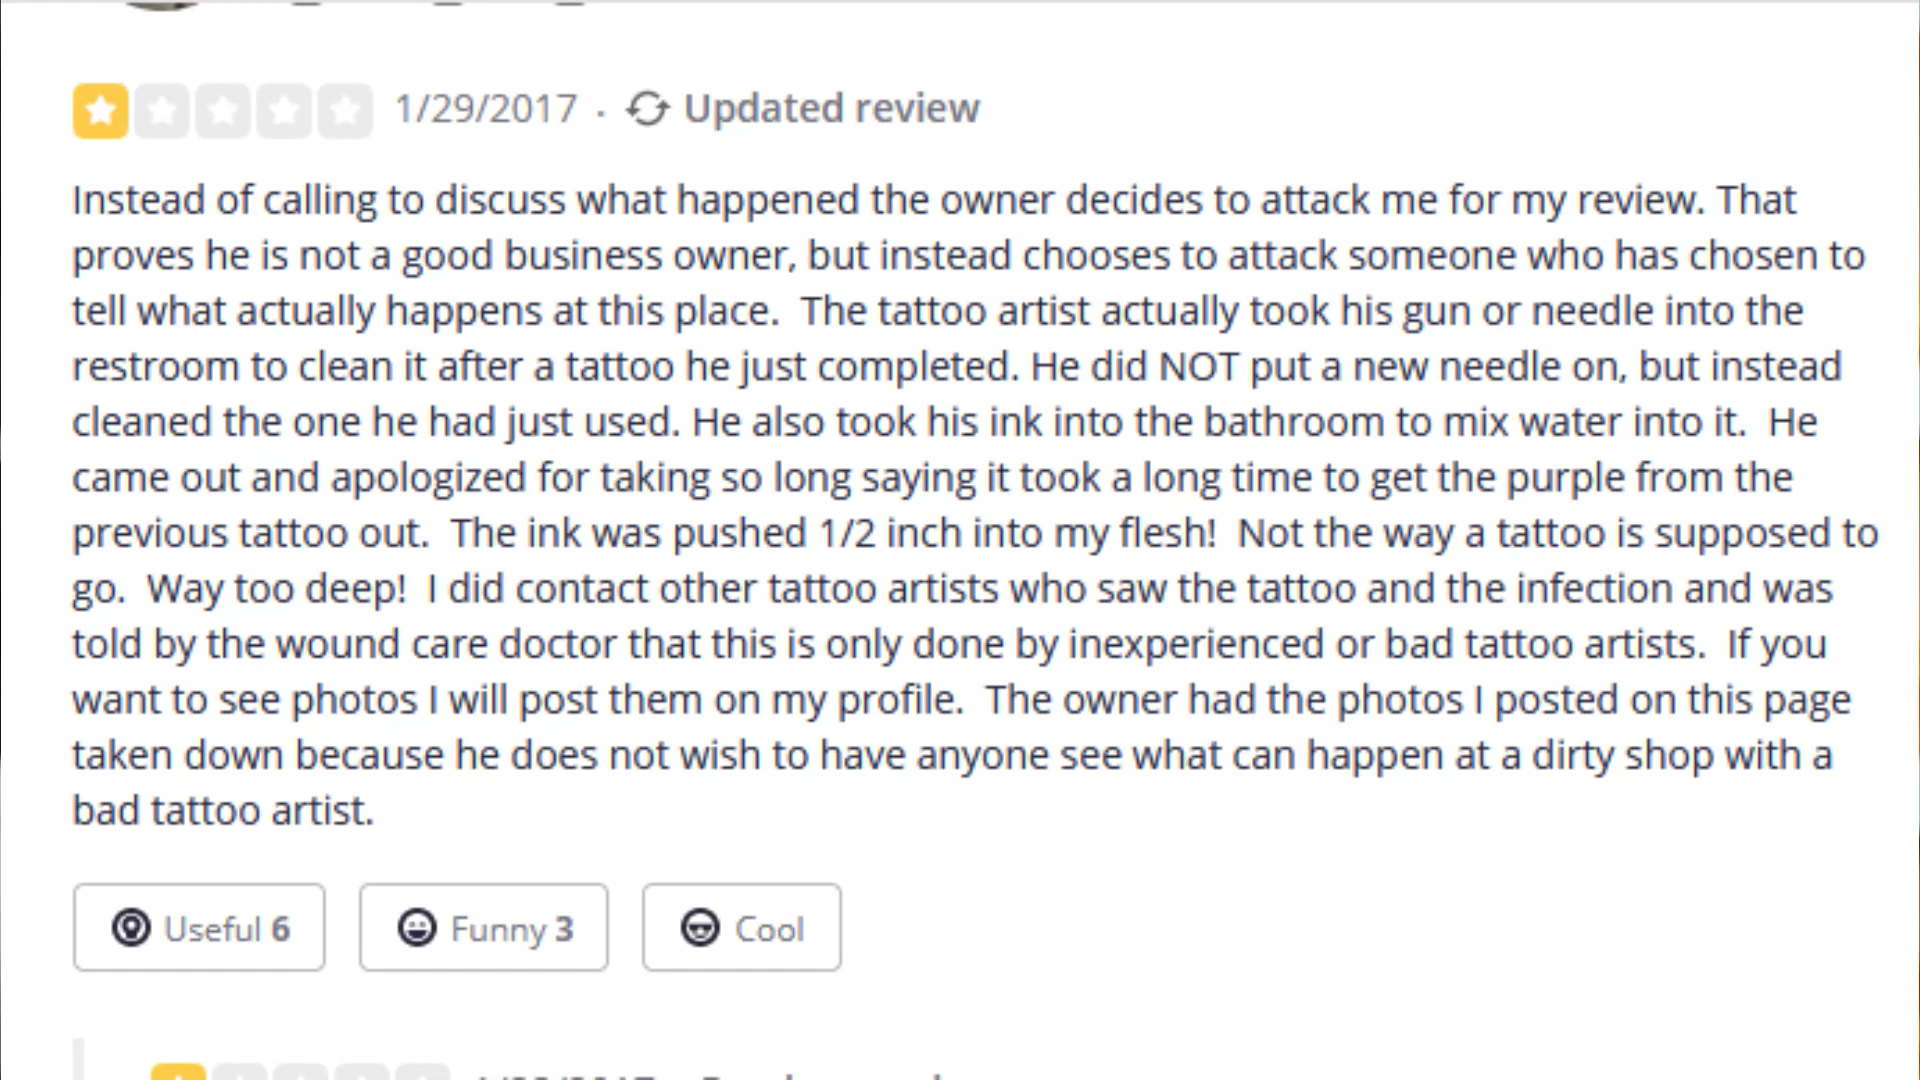 1/29/2017 · Updated review
Instead of calling to discuss what happened the owner decides to attack me for my review. That
proves he is not a good business owner, but instead chooses to attack someone who has chosen to
tell what actually happens at this place.  The tattoo artist actually took his gun or needle into the
restroom to clean it after a tattoo he just completed. He did NOT put a new needle on, but instead
cleaned the one he had just used. He also took his ink into the bathroom to mix water into it.  He
came out and apologized for taking so long saying it took a long time to get the purple from the
previous tattoo out.  The ink was pushed 1/2 inch into my flesh!  Not the way a tattoo is supposed to
go.  Way too deep!  I did contact other tattoo artists who saw the tattoo and the infection and was
told by the wound care doctor that this is only done by inexperienced or bad tattoo artists.  If you
want to see photos I will post them on my profile.  The owner had the photos I posted on this page
taken down because he does not wish to have anyone see what can happen at a dirty shop with a
bad tattoo artist.
Useful 6 Funny 3 Cool